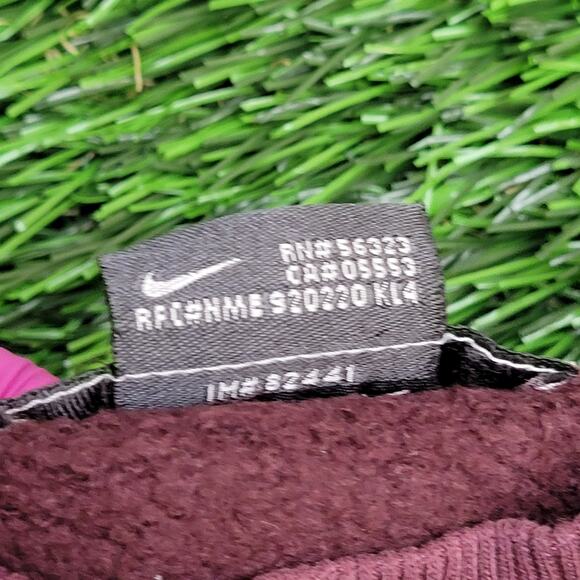 RN# 56323
CA# 05553
RFC#NME 920220 KL4
IM# 82441